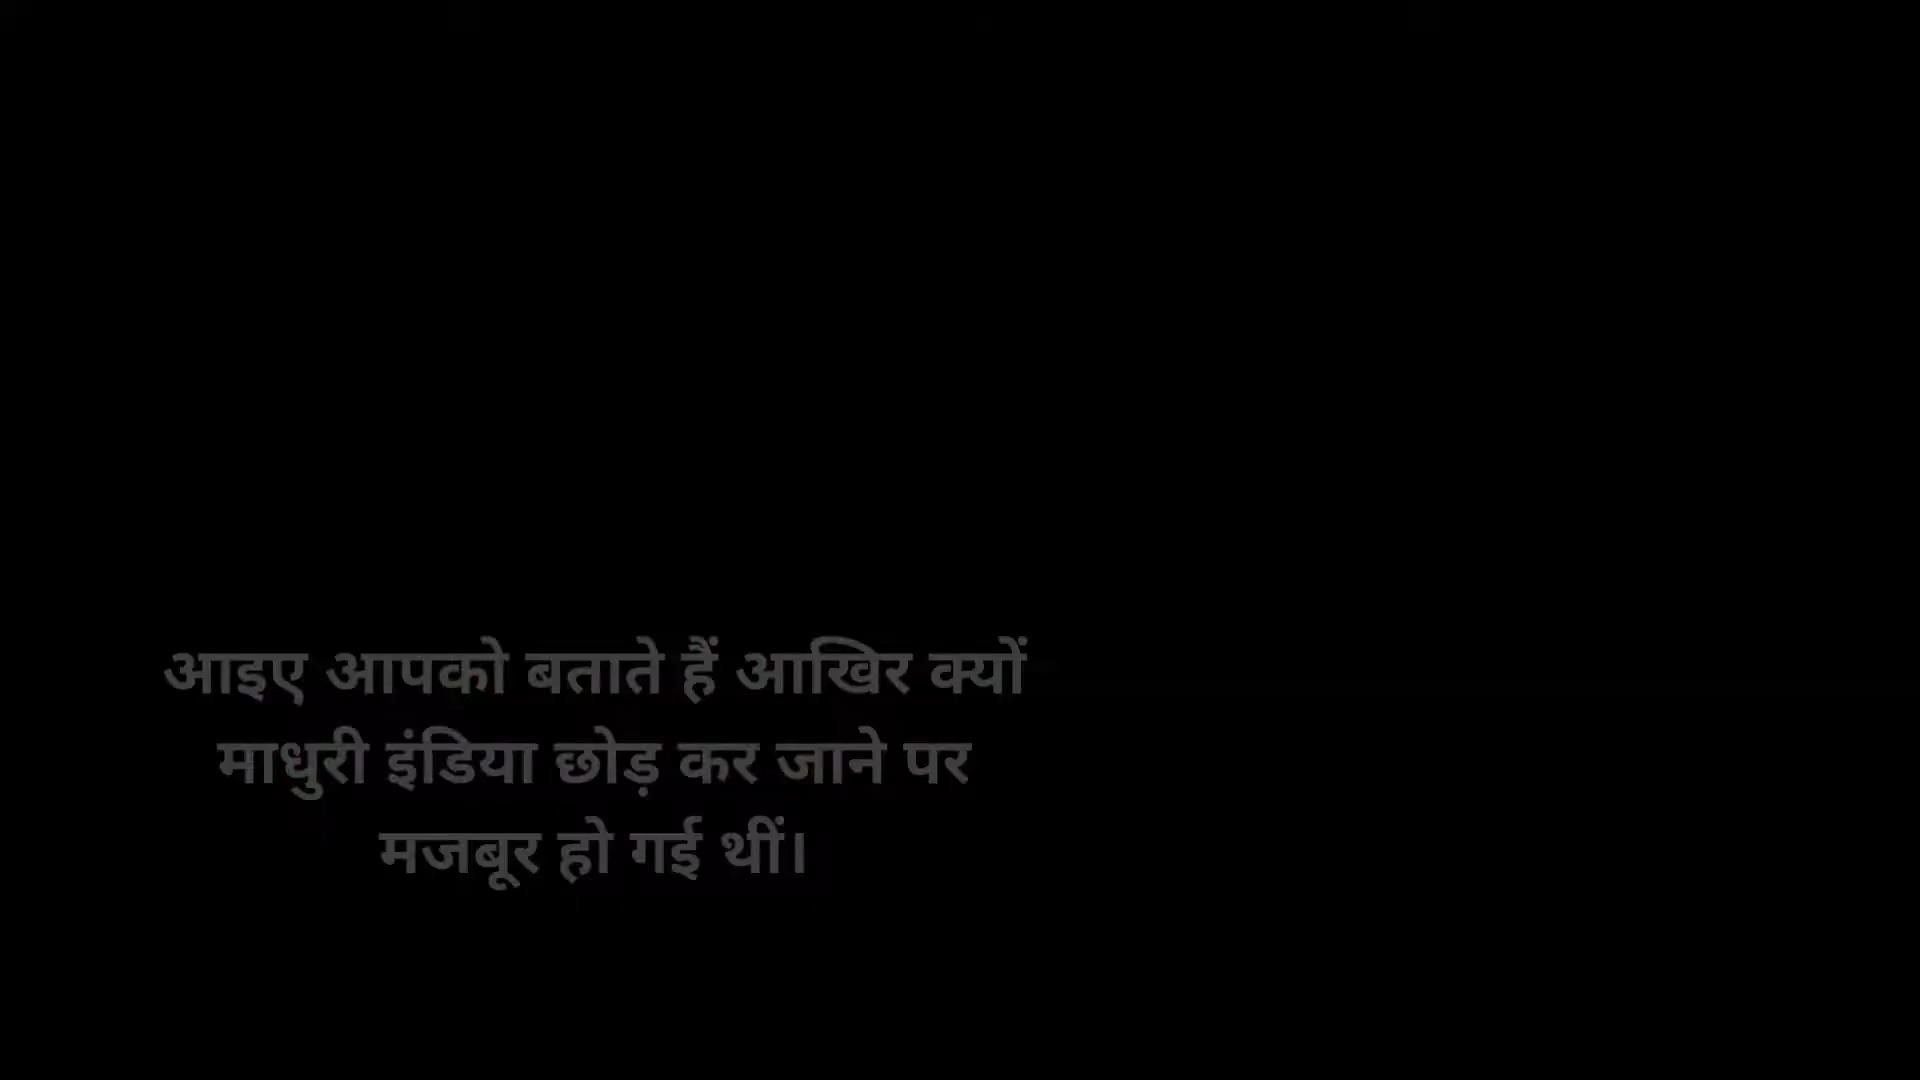 आइए आपको बताते हैं आखिर क्यों
माधुरी इंडिया छोड़ कर जाने पर
मजबूर हो गई थीं।